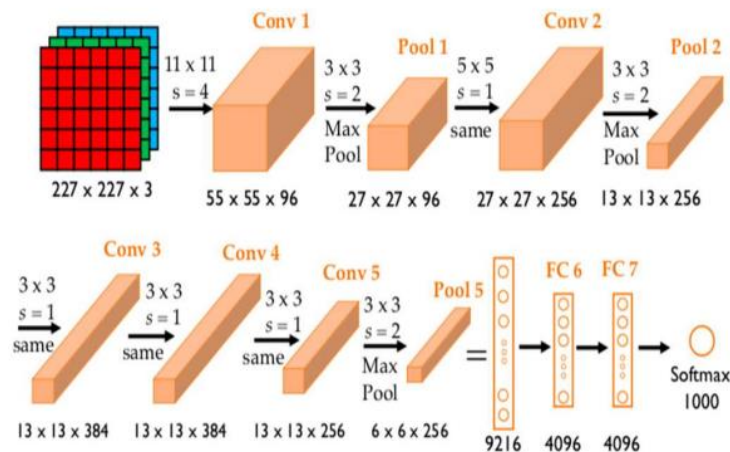 Conv 1
11 x 11
s = 4
227 x 227 x 3
55 x 55 x 96
3 x 3
s = 2
Max
Pool
Pool 1
27 x 27 x 96
5 x 5
s = 1
same
Conv 2
27 x 27 x 256
3 x 3
s = 2
Max
Pool
Pool 2
13 x 13 x 256
3 x 3
s = 1
same
Conv 3
13 x 13 x 384
3 x 3
s = 1
same
Conv 4
13 x 13 x 384
3 x 3
s = 1
same
Conv 5
13 x 13 x 256
3 x 3
s = 2
Max
Pool
Pool 5
6 x 6 x 256
=
9216
FC 6
4096
FC 7
4096
Softmax
1000